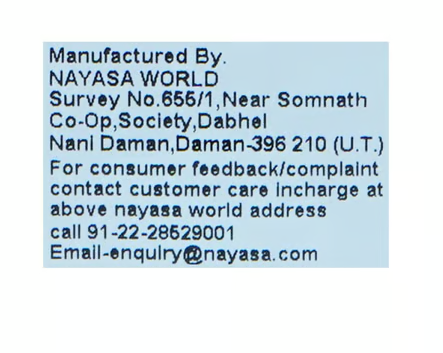 Manufactured By.
NAYASA WORLD
Survey No.655/1,Near Somnath
Co-Op,Society,Dabhel
Nani Daman,Daman-396 210 (U.T.)
For consumer feedback/complaint
contact customer care incharge at
above nayasa world address
call 91-22-28529001
Email-enquiry@nayasa.com